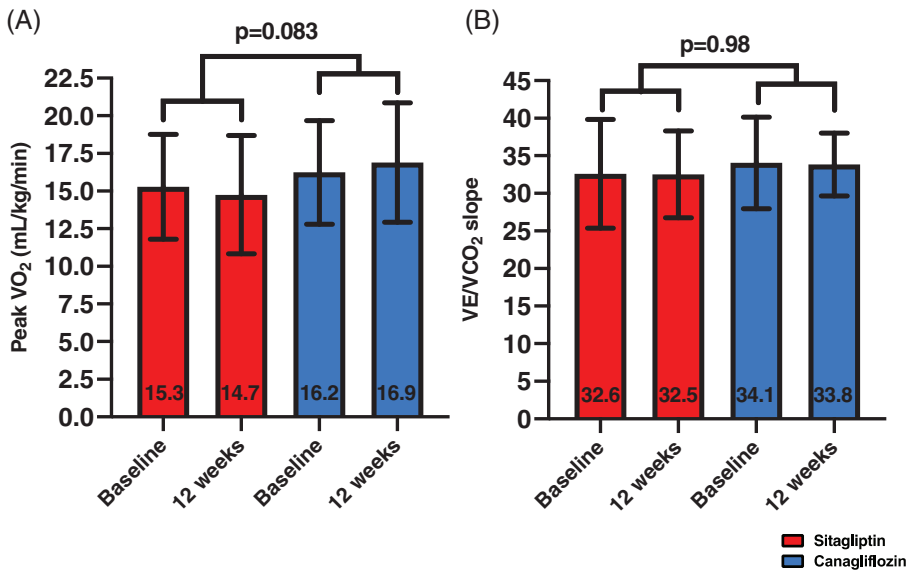 (A)
p=0.083
Peak VO2 (mL/kg/min)
22.5
20.0
17.5
15.0
12.5
10.0
7.5
5.0
2.5
0.0
15.3
14.7
16.2
16.9
Baseline
12 weeks
Baseline
12 weeks
(B)
p=0.98
VE/VCO2 slope
45
40
35
30
25
20
15
10
5
0
32.6
32.5
34.1
33.8
Baseline
12 weeks
Baseline
12 weeks
Sitagliptin
Canagliflozin